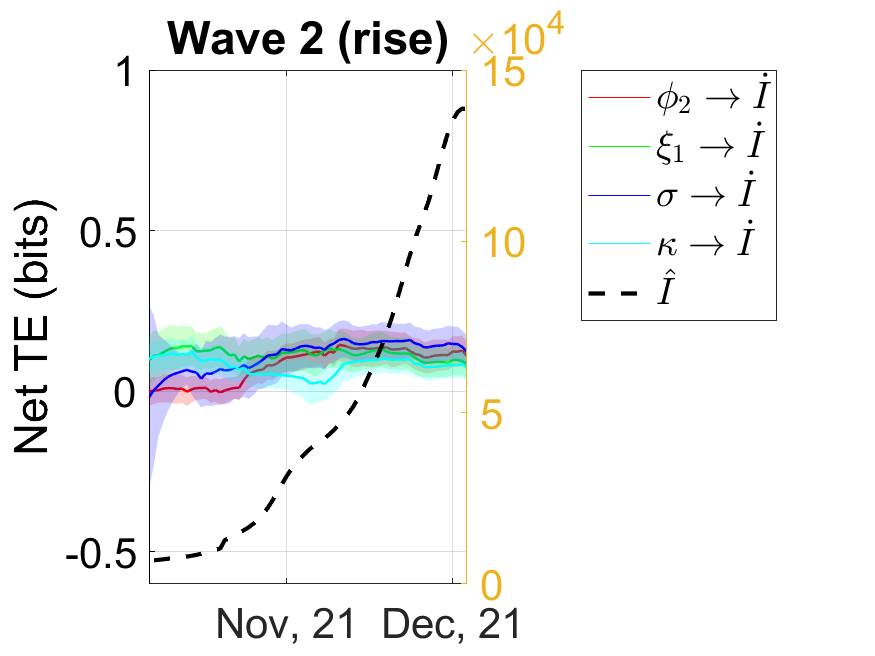 Wave 2 (rise)
×10⁴
1
0.5
0
-0.5
Net TE (bits)
15
10
5
0
Nov, 21
Dec, 21
ϕ₂ → İ
ξ₁ → İ
σ → İ
κ → İ
Î